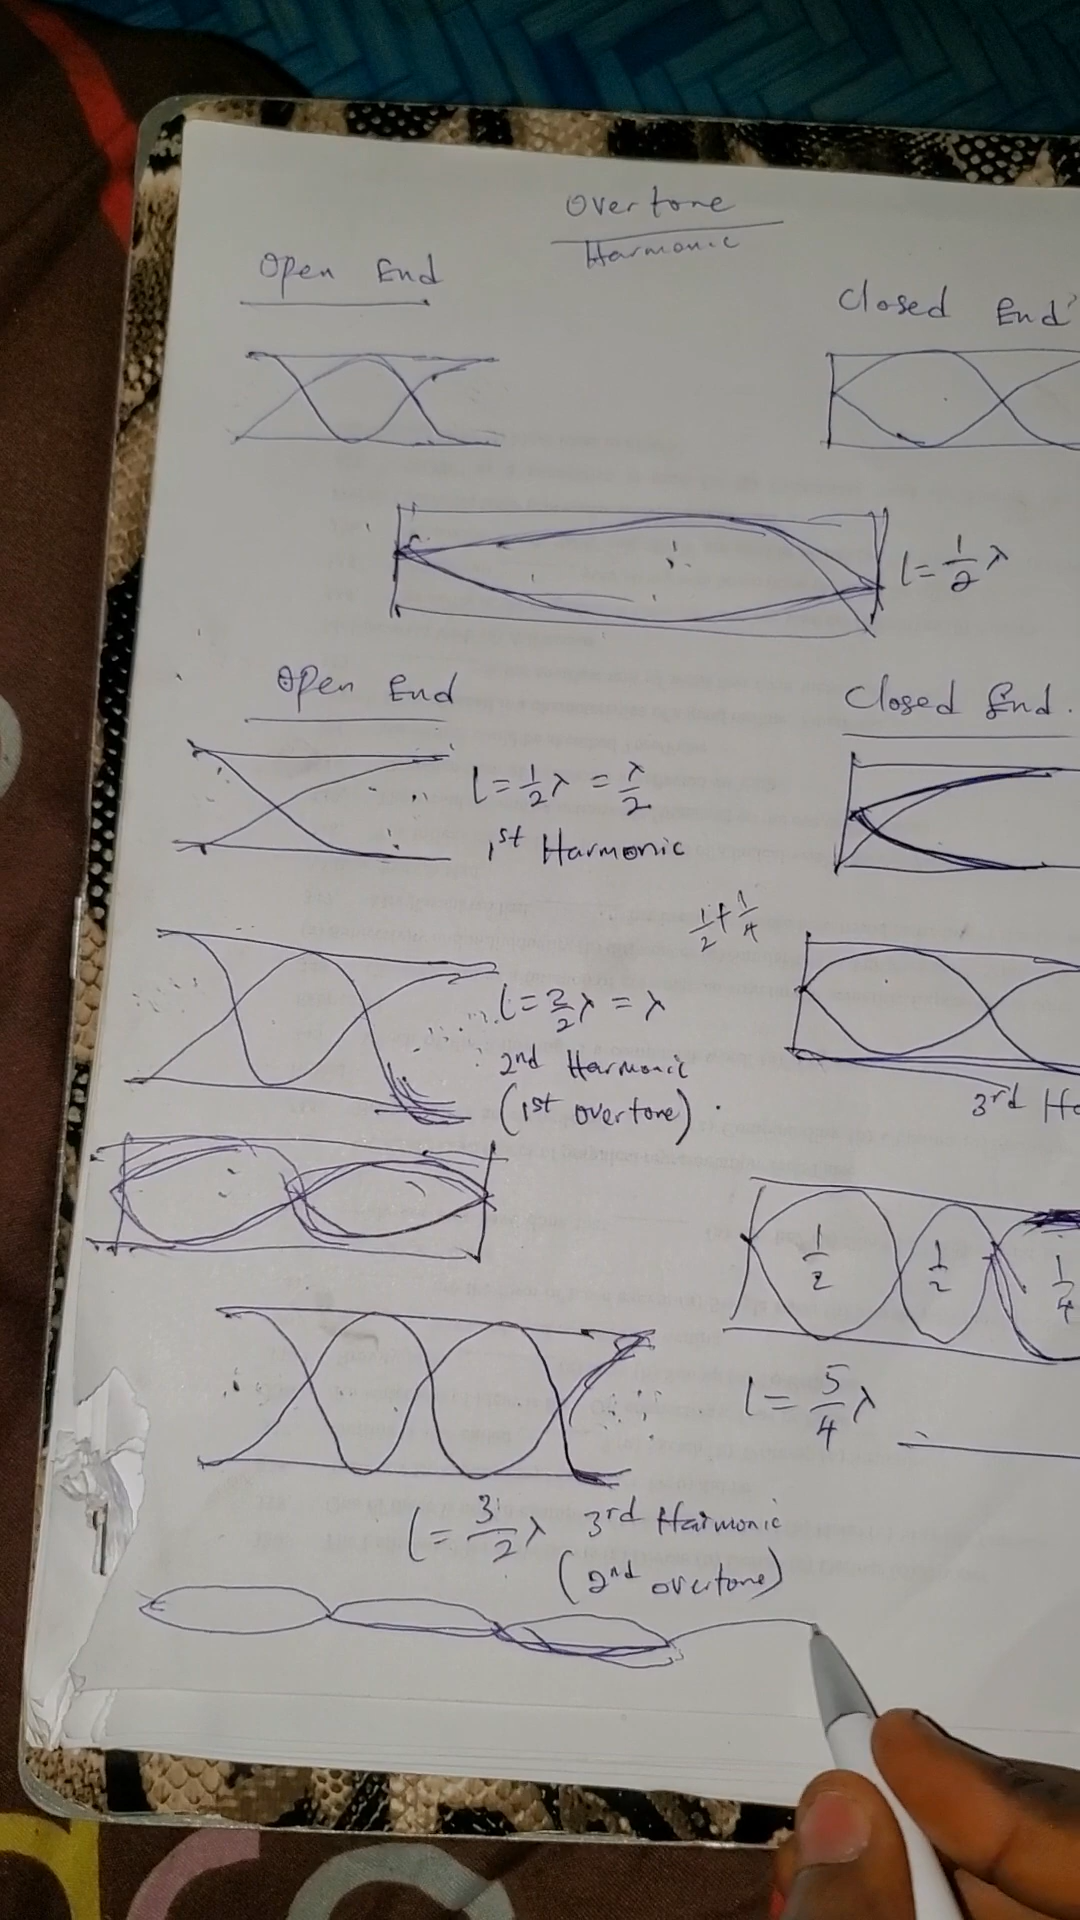 Overtone
Harmonic
Open End
Closed End
l = 1/2 λ
Open End
Closed End.
l = 1/2 λ = λ/2
1st Harmonic
1/2 + 1/4
l = 2/2 λ = λ
2nd Harmonic
(1st overtone)
3rd Ha
1/2 1/2 1/4
l = 5/4 λ
l = 3/2 λ 3rd Harmonic
(2nd overtone)